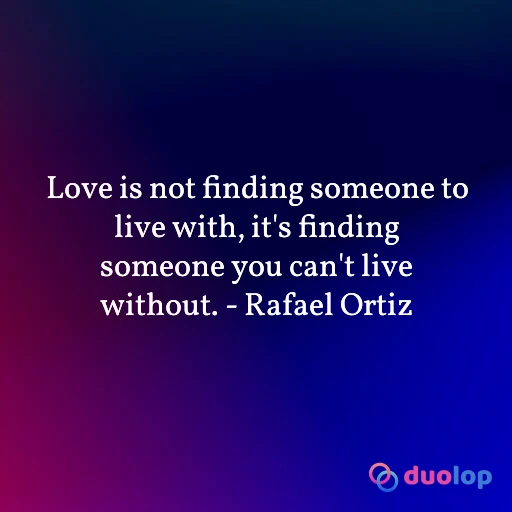 Love is not finding someone to
live with, it's finding
someone you can't live
without. - Rafael Ortiz
duolop